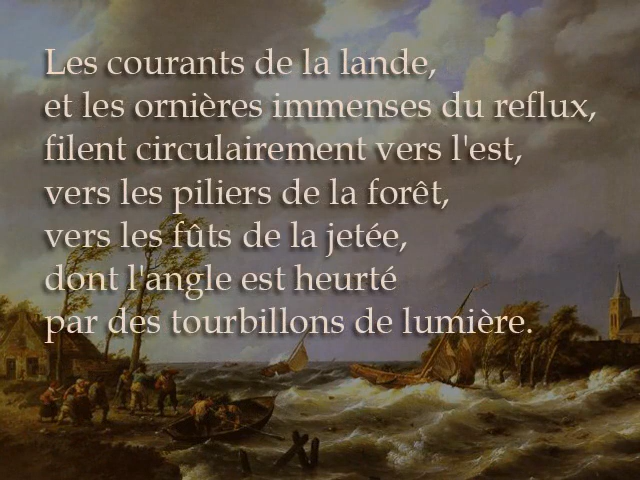 Les courants de la lande,
et les ornières immenses du reflux,
filent circulairement vers l'est,
vers les piliers de la forêt,
vers les fûts de la jetée,
dont l'angle est heurté
par des tourbillons de lumière.